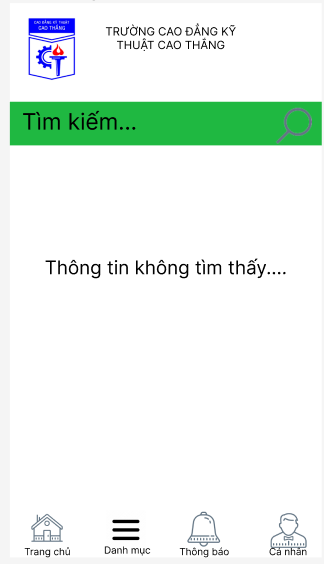 CAO ĐẲNG KỸ THUẬT
CAO THẮNG
TRƯỜNG CAO ĐẲNG KỸ
THUẬT CAO THẮNG
Tìm kiếm...
Thông tin không tìm thấy....
Trang chủ
Danh mục
Thông báo
Cá nhân